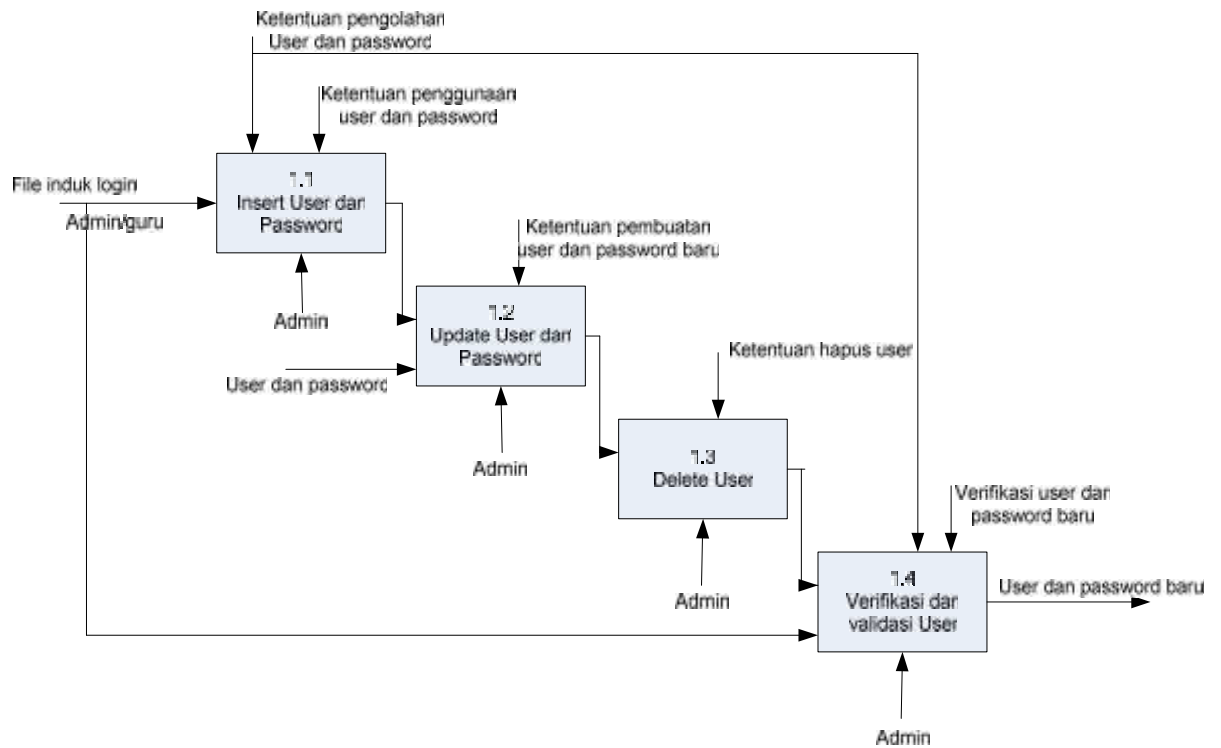 Ketentuan pengolahan
User dan password
Ketentuan penggunaan
user dan password
File induk login
Admin/guru
1.1
Insert User dan
Password
Admin
Ketentuan pembuatan
user dan password baru
1.2
Update User dan
Password
User dan password
Admin
Ketentuan hapus user
1.3
Delete User
Admin
Verifikasi user dan
password baru
1.4
Verifikasi dan
validasi User
User dan password baru
Admin